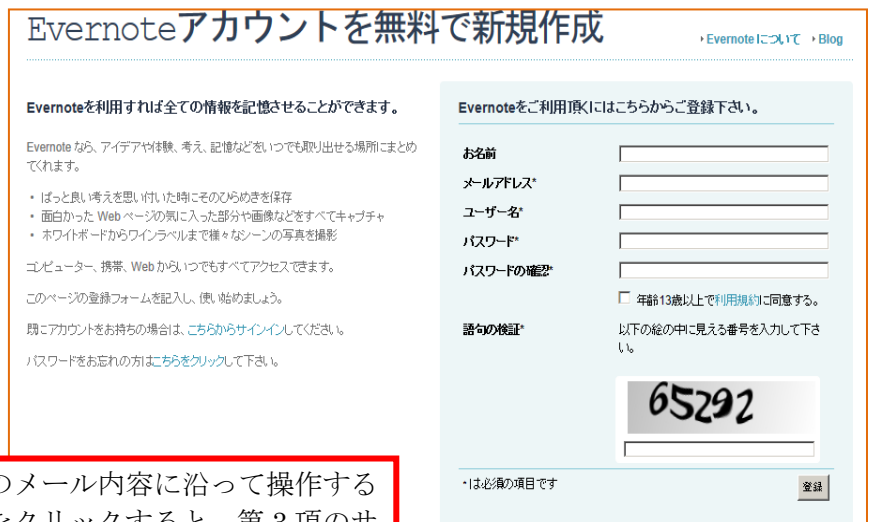 Evernoteアカウントを無料で新規作成
Evernoteについて
Blog
Evernoteを利用すれば全ての情報を記憶させることができます。
Evernote なら、アイデアや体験、考え、記憶などをいつでも取り出せる場所にまとめ
てくれます。
• ぱっと良い考えを思い付いた時にそのひらめきを保存
• 面白かった Web ページの気に入った部分や画像などをすべてキャプチャ
• ホワイトボードからワインラベルまで様々なシーンの写真を撮影
コンピューター、携帯、Web からいつでもすべてアクセスできます。
このページの登録フォームを記入し、使い始めましょう。
既にアカウントをお持ちの場合は、こちらからサインインしてください。
パスワードをお忘れの方はこちらをクリックして下さい。
Evernoteをご利用頂くにはこちらからご登録下さい。
お名前
メールアドレス*
ユーザー名*
パスワード*
パスワードの確認*
年齢13歳以上で利用規約に同意する。
語句の検証*
以下の絵の中に見える番号を入力して下さ
い。
65292
*は必須の項目です
登録
のメール内容に沿って操作する
をクリックすると、第3項のサ